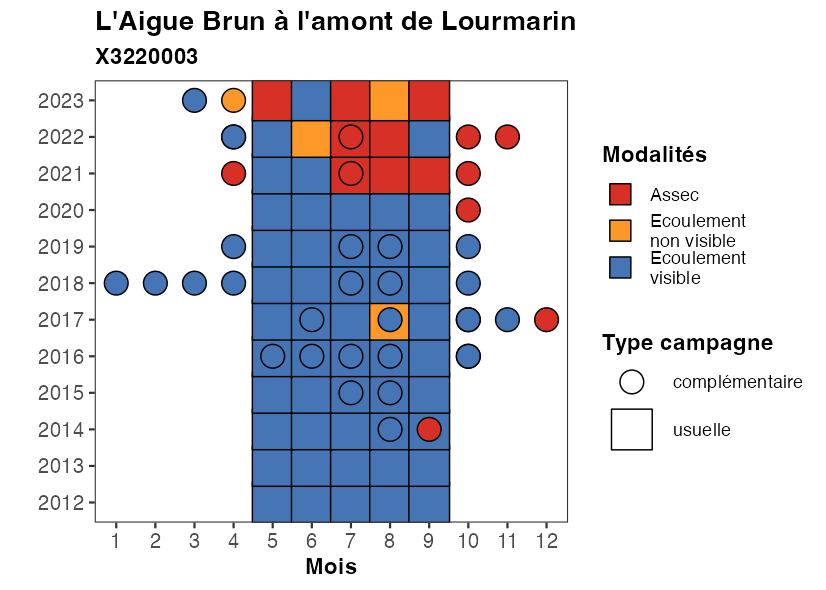 L'Aigue Brun à l'amont de Lourmarin
X3220003
2023
2022
2021
2020
2019
2018
2017
2016
2015
2014
2013
2012
1 2 3 4 5 6 7 8 9 10 11 12
Mois
Modalités
Assec
Ecoulement
non visible
Ecoulement
visible
Type campagne
complémentaire
usuelle